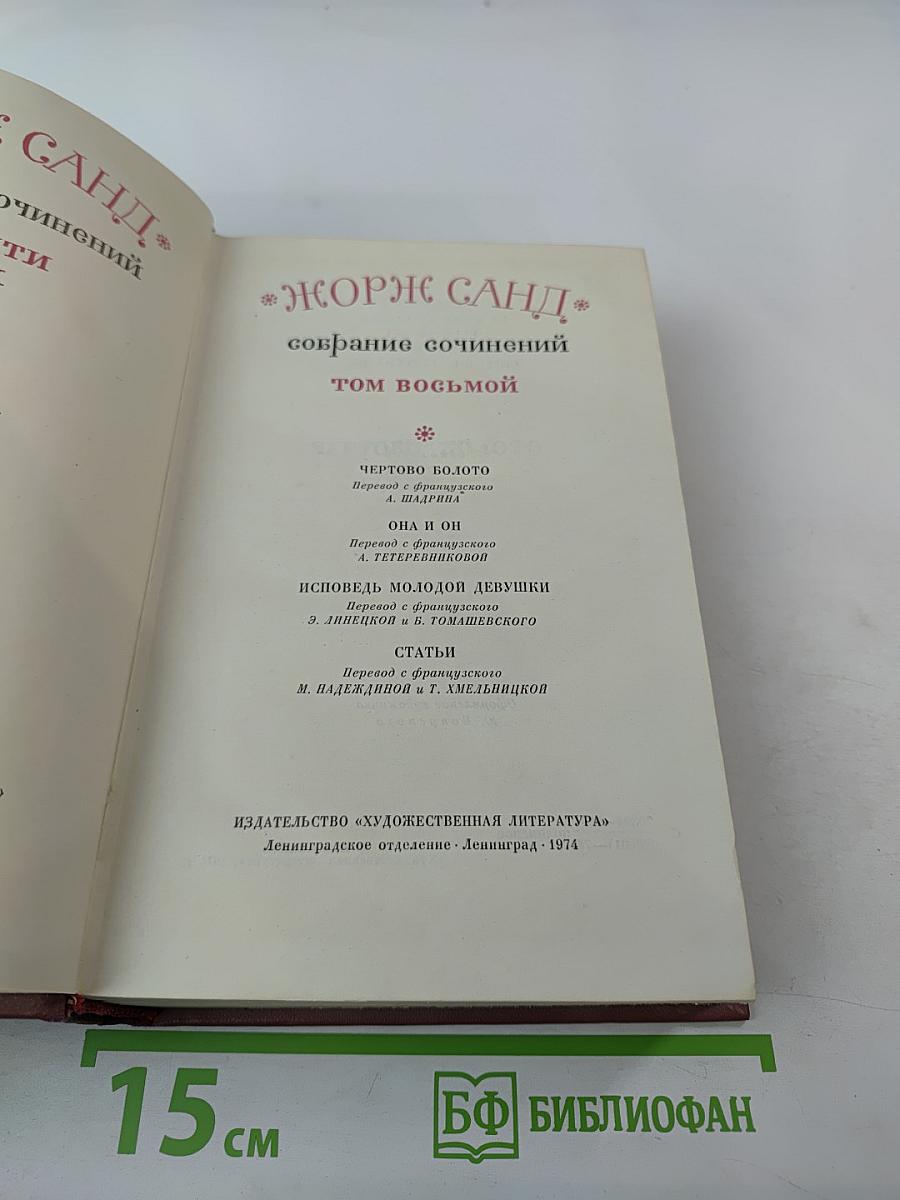 САНД
сочинений
ЖОРЖ САНД
собрание сочинений
том восьмой
ЧЕРТОВО БОЛОТО
Перевод с французского
А. ШАДРИНА
ОНА И ОН
Перевод с французского
А. ТЕТЕРЕВНИКОВОЙ
ИСПОВЕДЬ МОЛОДОЙ ДЕВУШКИ
Перевод с французского
Э. ЛИНЕЦКОЙ и Б. ТОМАШЕВСКОГО
СТАТЬИ
Перевод с французского
М. НАДЕЖДИНОЙ и Т. ХМЕЛЬНИЦКОЙ
ИЗДАТЕЛЬСТВО «ХУДОЖЕСТВЕННАЯ ЛИТЕРАТУРА»
Ленинградское отделение · Ленинград · 1974
15 см
БФ БИБЛИОФАН